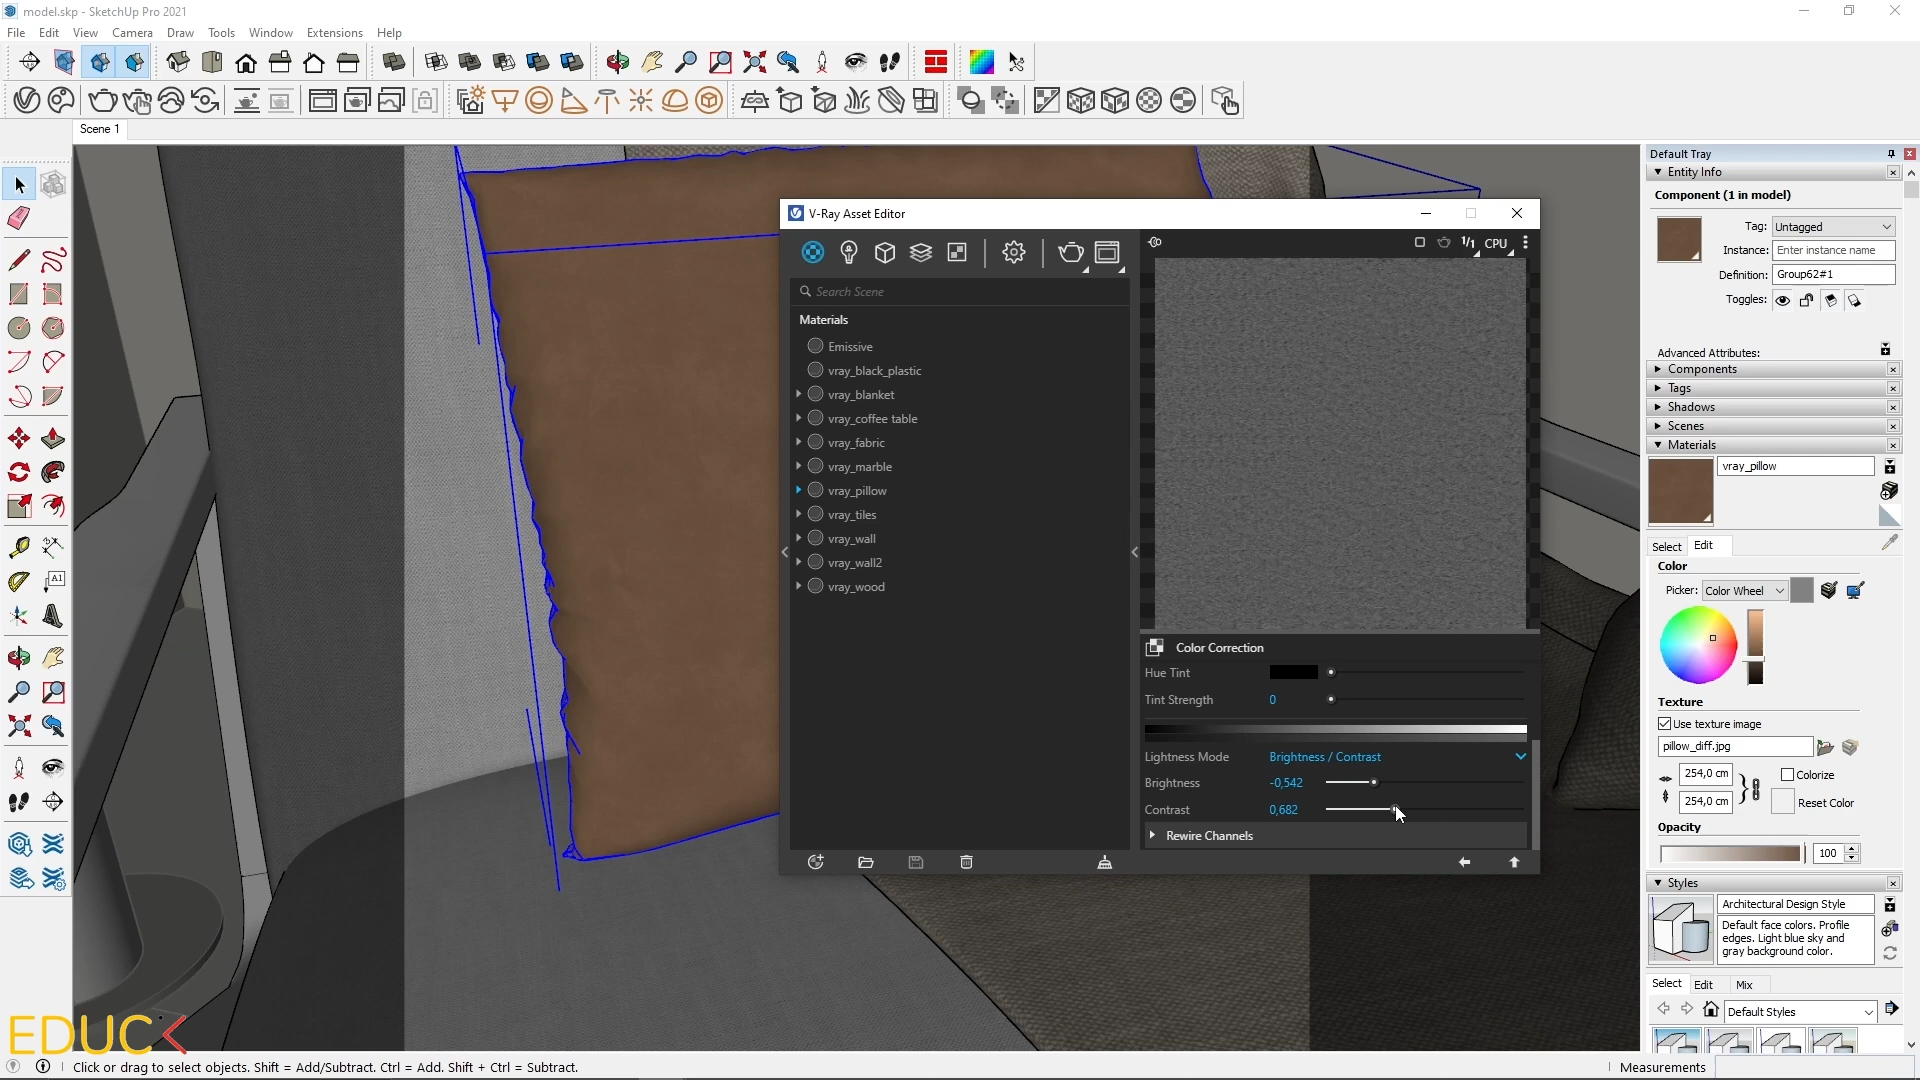 model.skp - SketchUp Pro 2021
File Edit View Camera Draw Tools Window Extensions Help
Scene 1
Default Tray
Entity Info
Component (1 in model)
Tag: Untagged
Instance: Enter instance name
Definition: Group62#1
Toggles:
Advanced Attributes:
Components
Tags
Shadows
Scenes
Materials
vray_pillow
Select Edit
Color
Picker: Color Wheel
Texture
Use texture image
pillow_diff.jpg
254,0 cm
Colorize
254,0 cm
Reset Color
Opacity
100
Styles
Architectural Design Style
Default face colors. Profile
edges. Light blue sky and
gray background color.
Select Edit Mix
Default Styles
V-Ray Asset Editor
1/1 CPU
Search Scene
Materials
Emissive
vray_black_plastic
vray_blanket
vray_coffee table
vray_fabric
vray_marble
vray_pillow
vray_tiles
vray_wall
vray_wall2
vray_wood
Color Correction
Hue Tint
Tint Strength 0
Lightness Mode Brightness / Contrast
Brightness -0,542
Contrast 0,682
Rewire Channels
A1
EDUC
Click or drag to select objects. Shift = Add/Subtract. Ctrl = Add. Shift + Ctrl = Subtract.
Measurements